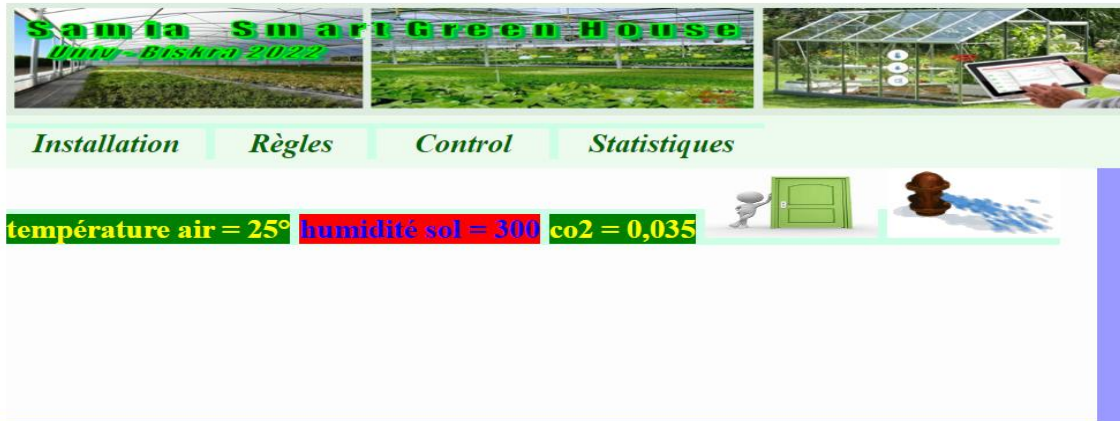 Samia Smart Green House
Univ - Biskra 2022
Installation Règles Control Statistiques
température air = 25° humidité sol = 300 co2 = 0,035